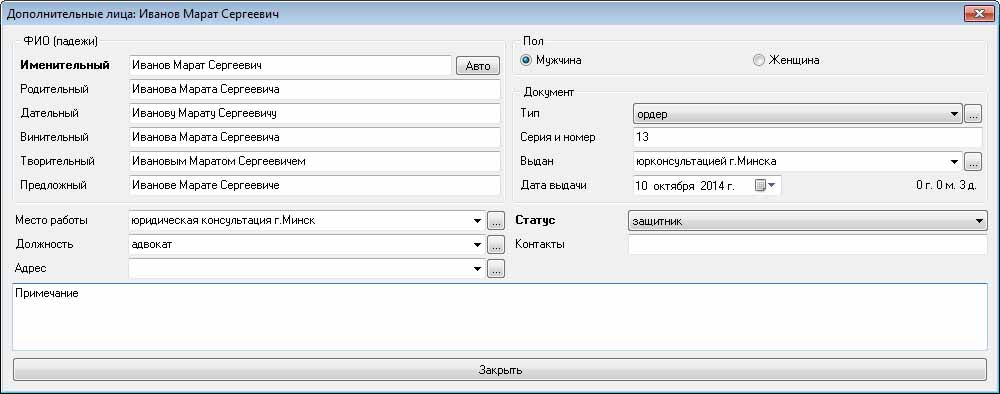 Дополнительные лица: Иванов Марат Сергеевич
ФИО (падежи)
Именительный Иванов Марат Сергеевич Авто
Родительный Иванова Марата Сергеевича
Дательный Иванову Марату Сергеевичу
Винительный Иванова Марата Сергеевича
Творительный Ивановым Маратом Сергеевичем
Предложный Иванове Марате Сергеевиче
Пол
Мужчина Женщина
Документ
Тип ордер ...
Серия и номер 13
Выдан юрконсультацией г.Минска ...
Дата выдачи 10 октября 2014 г. 0 г. 0 м. 3 д.
Место работы юридическая консультация г.Минск ...
Должность адвокат ...
Адрес ...
Статус защитник
Контакты
Примечание
Закрыть